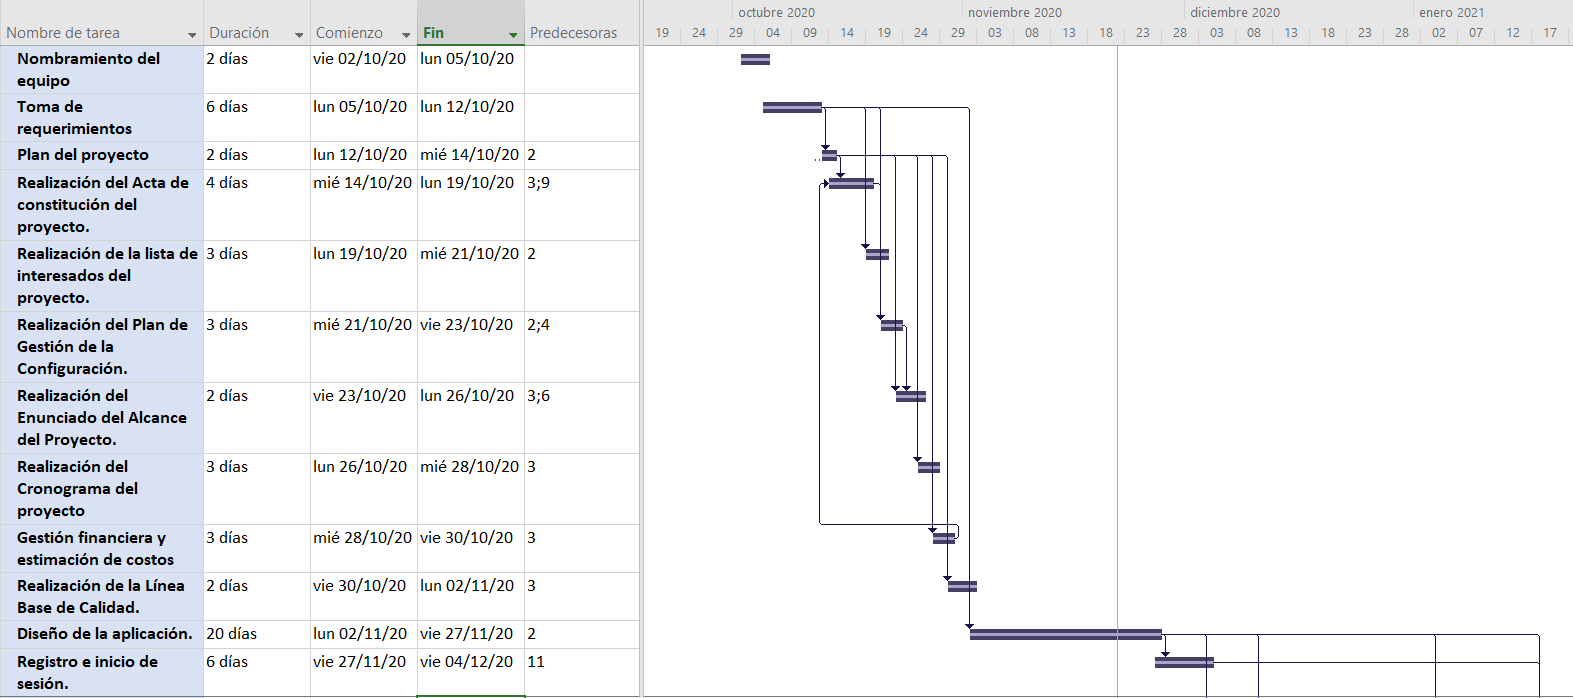 octubre 2020 noviembre 2020 diciembre 2020 enero 2021
Nombre de tarea Duración Comienzo Fin Predecesoras 19 24 29 04 09 14 19 24 29 03 08 13 18 23 28 03 08 13 18 23 28 02 07 12 17
Nombramiento del 2 días vie 02/10/20 lun 05/10/20
equipo
Toma de 6 días lun 05/10/20 lun 12/10/20
requerimientos
Plan del proyecto 2 días lun 12/10/20 mié 14/10/20 2
Realización del Acta de 4 días mié 14/10/20 lun 19/10/20 3;9
constitución del
proyecto.
Realización de la lista de 3 días lun 19/10/20 mié 21/10/20 2
interesados del
proyecto.
Realización del Plan de 3 días mié 21/10/20 vie 23/10/20 2;4
Gestión de la
Configuración.
Realización del 2 días vie 23/10/20 lun 26/10/20 3;6
Enunciado del Alcance
del Proyecto.
Realización del 3 días lun 26/10/20 mié 28/10/20 3
Cronograma del
proyecto
Gestión financiera y 3 días mié 28/10/20 vie 30/10/20 3
estimación de costos
Realización de la Línea 2 días vie 30/10/20 lun 02/11/20 3
Base de Calidad.
Diseño de la aplicación. 20 días lun 02/11/20 vie 27/11/20 2
Registro e inicio de 6 días vie 27/11/20 vie 04/12/20 11
sesión.